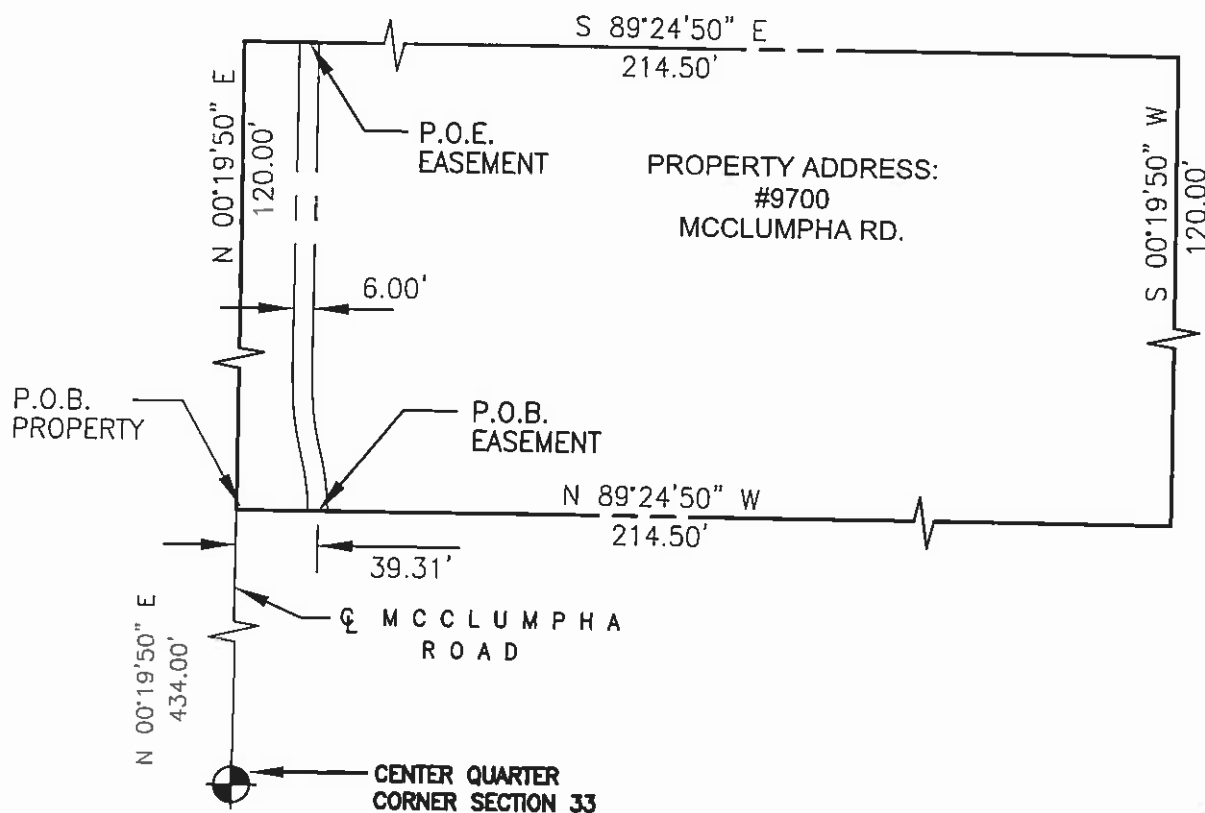 S 89°24'50" E
214.50'
N 00°19'50" E
120.00'
P.O.E.
EASEMENT
PROPERTY ADDRESS:
#9700
MCCLUMPHA RD.
S 00°19'50" W
120.00'
6.00'
P.O.B.
PROPERTY
P.O.B.
EASEMENT
N 89°24'50" W
214.50'
39.31'
℄ MCCLUMPHA
ROAD
N 00°19'50" E
434.00'
CENTER QUARTER
CORNER SECTION 33